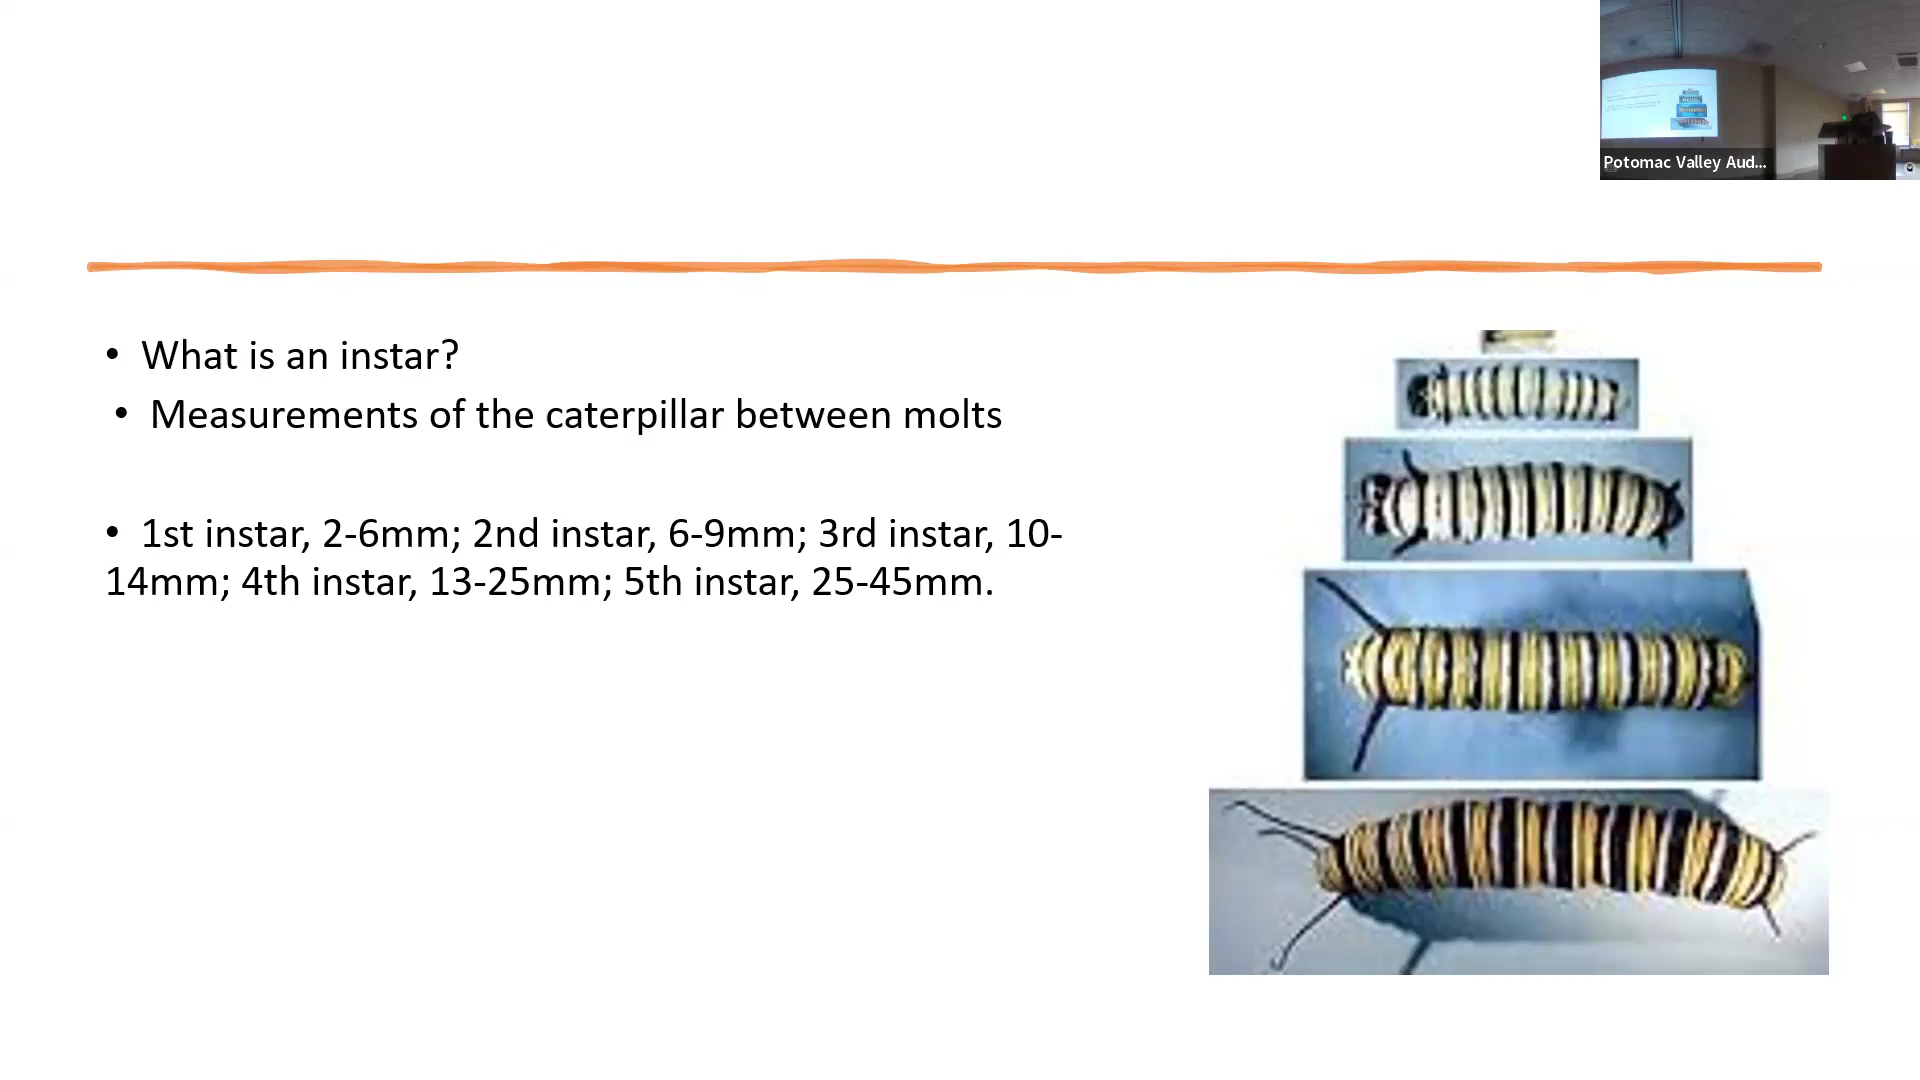 Potomac Valley Aud...
• What is an instar?
• Measurements of the caterpillar between molts
• 1st instar, 2-6mm; 2nd instar, 6-9mm; 3rd instar, 10-
14mm; 4th instar, 13-25mm; 5th instar, 25-45mm.